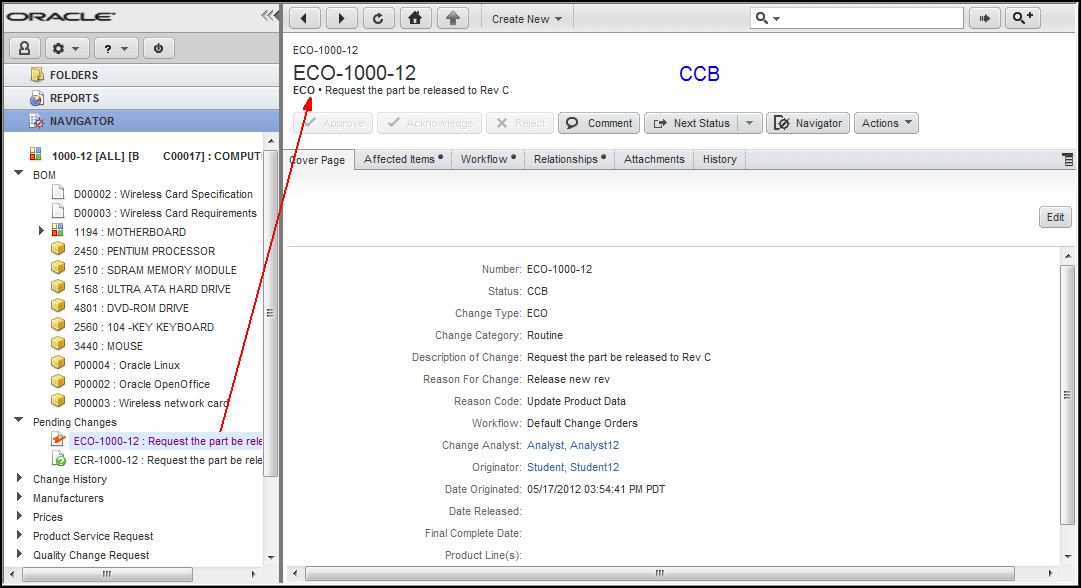 ORACLE
FOLDERS
REPORTS
NAVIGATOR
1000-12 [ALL] [B C00017] : COMPUT
BOM
D00002 : Wireless Card Specification
D00003 : Wireless Card Requirements
1194 : MOTHERBOARD
2450 : PENTIUM PROCESSOR
2510 : SDRAM MEMORY MODULE
5168 : ULTRA ATA HARD DRIVE
4801 : DVD-ROM DRIVE
2560 : 104 -KEY KEYBOARD
3440 : MOUSE
P00004 : Oracle Linux
P00002 : Oracle OpenOffice
P00003 : Wireless network card
Pending Changes
ECO-1000-12 : Request the part be rele
ECR-1000-12 : Request the part be rele
Change History
Manufacturers
Prices
Product Service Request
Quality Change Request
Create New
ECO-1000-12
ECO-1000-12 CCB
ECO • Request the part be released to Rev C
Approve Acknowledge Reject Comment Next Status Navigator Actions
Cover Page Affected Items • Workflow • Relationships • Attachments History
Edit
Number: ECO-1000-12
Status: CCB
Change Type: ECO
Change Category: Routine
Description of Change: Request the part be released to Rev C
Reason For Change: Release new rev
Reason Code: Update Product Data
Workflow: Default Change Orders
Change Analyst: Analyst, Analyst12
Originator: Student, Student12
Date Originated: 05/17/2012 03:54:41 PM PDT
Date Released:
Final Complete Date:
Product Line(s):